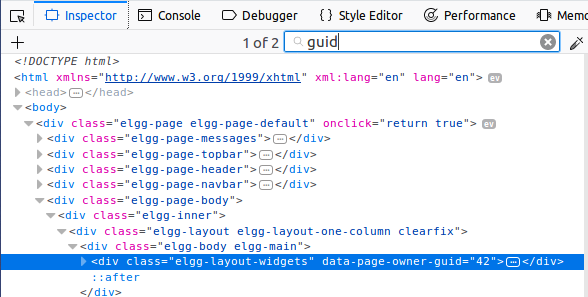 Inspector Console Debugger Style Editor Performance Memo
+ 1 of 2 guid
<!DOCTYPE html>
<html xmlns="http://www.w3.org/1999/xhtml" xml:lang="en" lang="en"> ev
<head>…</head>
<body>
<div class="elgg-page elgg-page-default" onclick="return true"> ev
<div class="elgg-page-messages">…</div>
<div class="elgg-page-topbar">…</div>
<div class="elgg-page-header">…</div>
<div class="elgg-page-navbar">…</div>
<div class="elgg-page-body">
<div class="elgg-inner">
<div class="elgg-layout elgg-layout-one-column clearfix">
<div class="elgg-body elgg-main">
<div class="elgg-layout-widgets" data-page-owner-guid="42">…</div>
::after
</div>